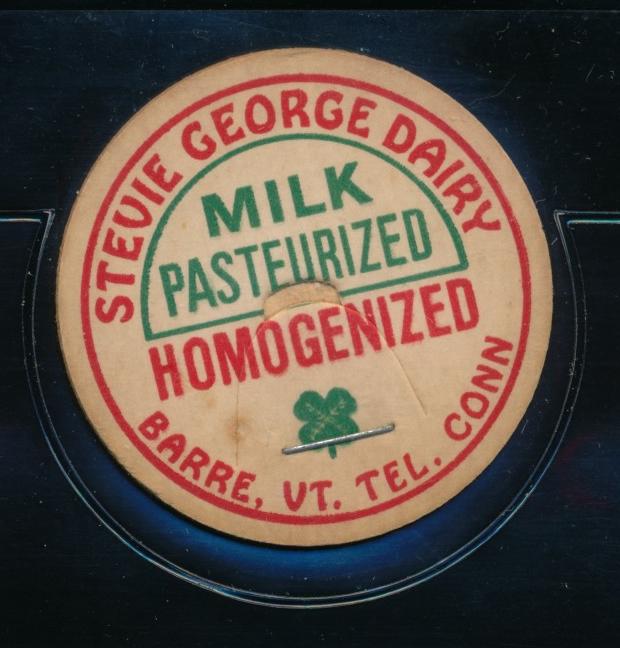 STEVIE GEORGE DAIRY
MILK
PASTEURIZED
HOMOGENIZED
BARRE, VT. TEL. CONN